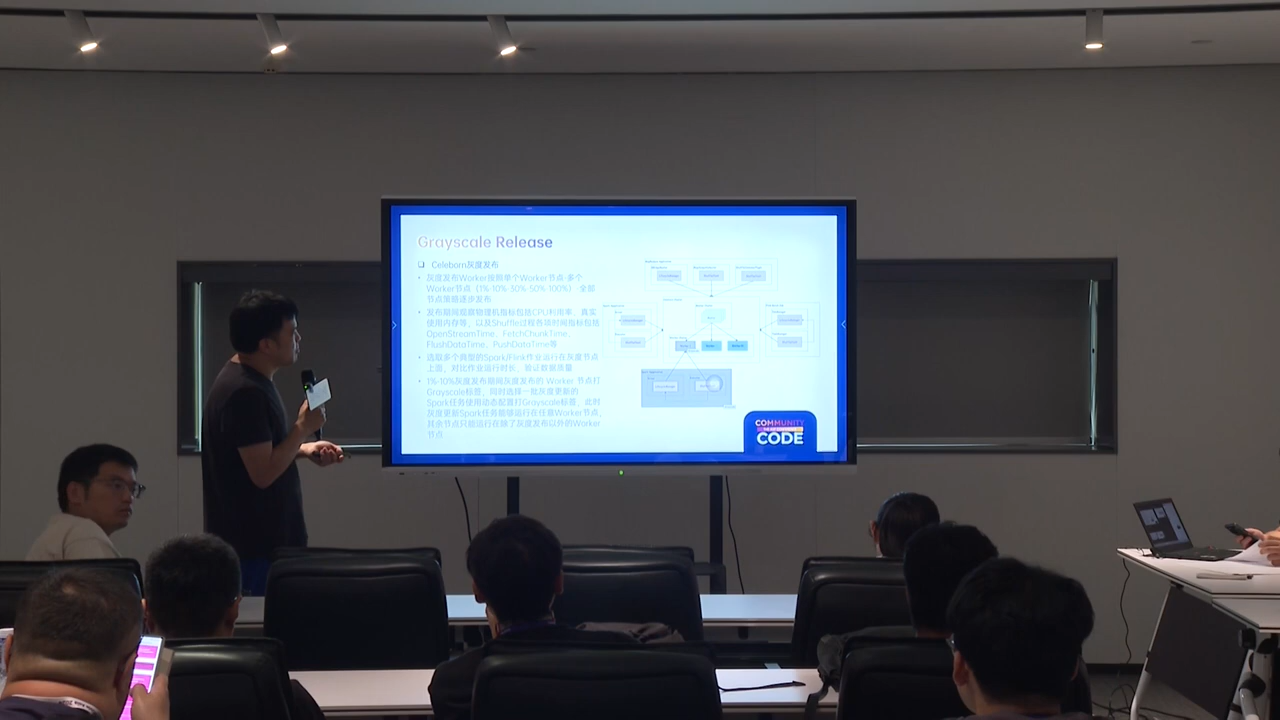 Grayscale Release
Celeborn灰度发布
灰度发布Worker按照单个Worker节点-多个
Worker节点（1%-10%-30%-50%-100%）-全部
节点策略逐步发布
发布期间观察物理机指标包括CPU利用率、真实
使用内存等，以及Shuffle过程各项时间指标包括
OpenStreamTime、FetchChunkTime、
FlushDataTime、PushDataTime等
选取多个典型的Spark/Flink作业运行在灰度节点
上面，对比作业运行时长，验证数据质量
1%-10%灰度发布期间灰度发布的 Worker 节点打
Grayscale标签，同时选择一批灰度更新的
Spark任务使用动态配置打Grayscale标签，此时
灰度更新Spark任务能够运行在任意Worker节点，
其余节点只能运行在除了灰度发布以外的Worker
节点
COMMUNITY
CODE